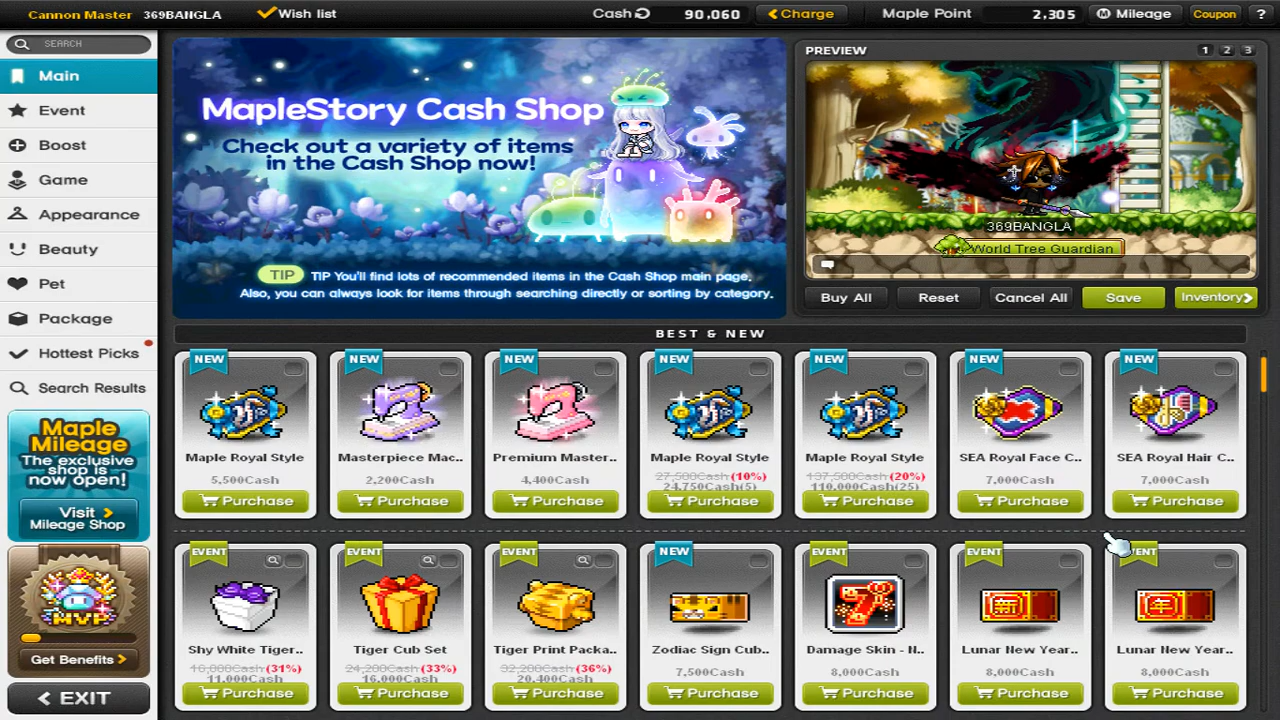 Cannon Master 369BANGLA
Wish list
Cash 90,060
Charge
Maple Point 2,305
Mileage
Coupon
?
SEARCH
Main
Event
Boost
Game
Appearance
Beauty
Pet
Package
Hottest Picks
Search Results
Maple
Mileage
The exclusive
shop is
now open!
Visit
Mileage Shop
MVP
Get Benefits
EXIT
MapleStory Cash Shop
Check out a variety of items
in the Cash Shop now!
TIP
TIP You'll find lots of recommended items in the Cash Shop main page.
Also, you can always look for items through searching directly or sorting by category.
PREVIEW
1 2 3
369BANGLA
World Tree Guardian
Buy All
Reset
Cancel All
Save
Inventory
BEST & NEW
NEW
Maple Royal Style
5,500Cash
Purchase
NEW
Masterpiece Mac..
2,200Cash
Purchase
NEW
Premium Master..
4,400Cash
Purchase
NEW
Maple Royal Style
27,500Cash (10%)
24,750Cash(5)
Purchase
NEW
Maple Royal Style
137,500Cash (20%)
110,000Cash(25)
Purchase
NEW
SEA Royal Face C..
7,000Cash
Purchase
NEW
SEA Royal Hair C..
7,000Cash
Purchase
EVENT
Shy White Tiger..
(31%)
11,000Cash
Purchase
EVENT
Tiger Cub Set
24,200Cash (33%)
16,000Cash
Purchase
EVENT
Tiger Print Packa..
32,200Cash (36%)
20,400Cash
Purchase
NEW
Zodiac Sign Cub..
7,500Cash
Purchase
EVENT
Damage Skin - N..
8,000Cash
Purchase
EVENT
新
Lunar New Year..
8,000Cash
Purchase
EVENT
年
Lunar New Year..
8,000Cash
Purchase